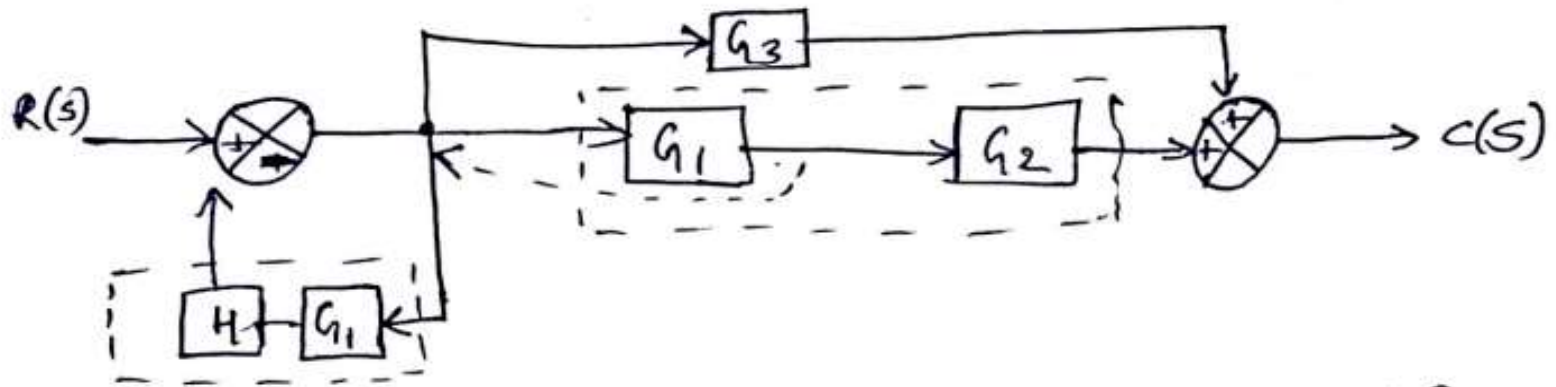 G3
R(S)
+
-
G1
G2
+
+
C(S)
H
G1